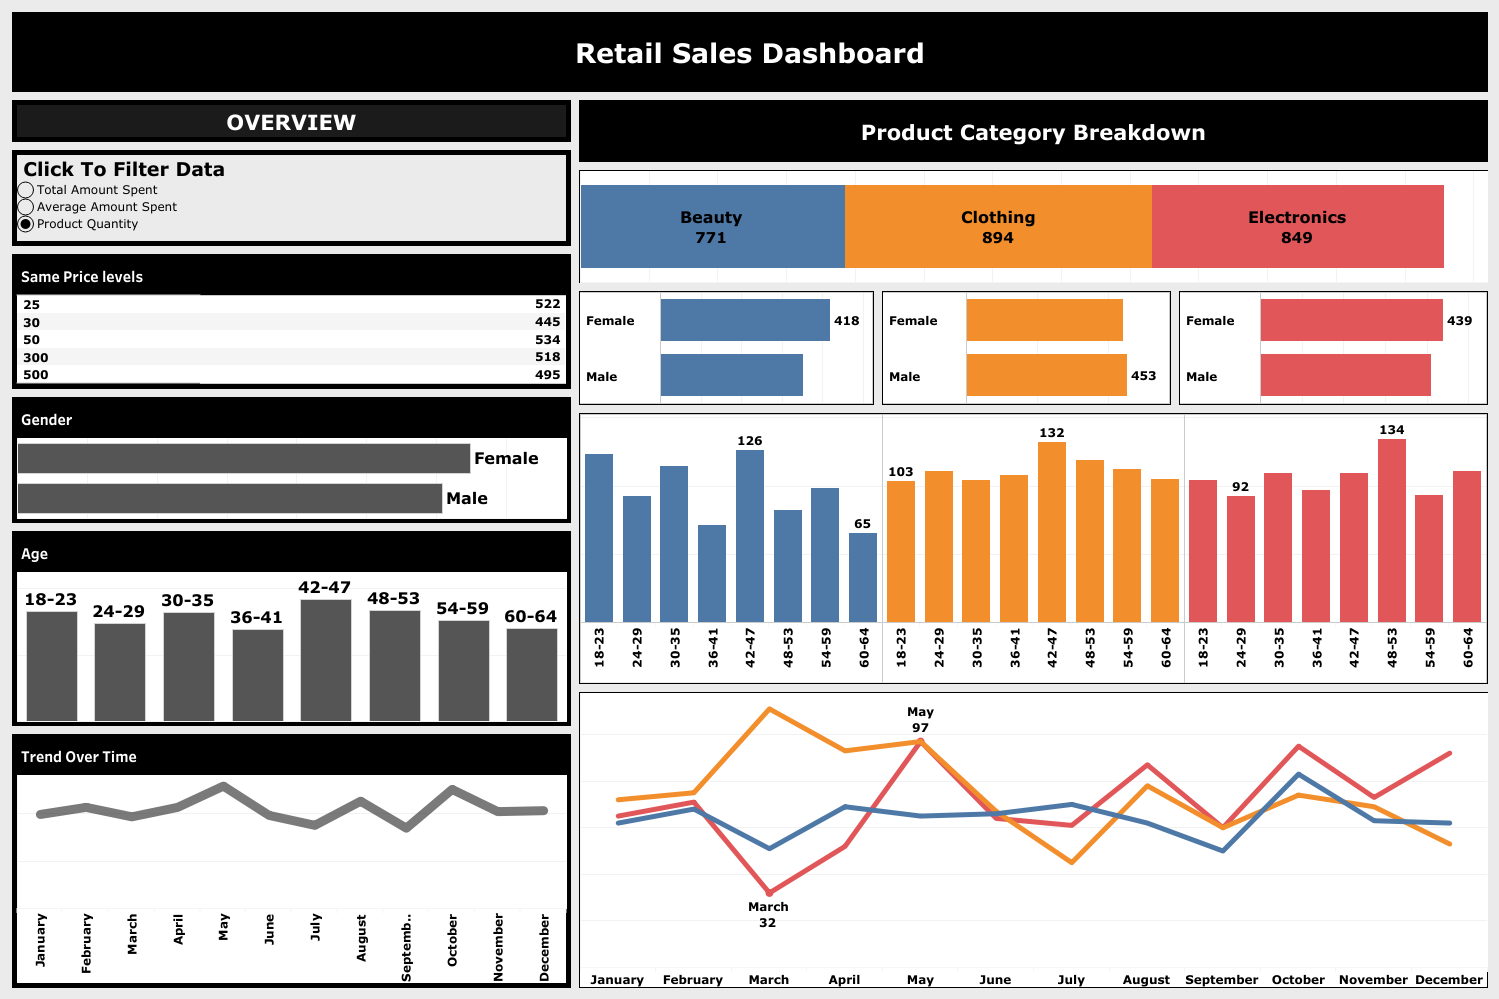 Retail Sales Dashboard
OVERVIEW
Click To Filter Data
Total Amount Spent
Average Amount Spent
Product Quantity
Same Price levels
25 522
30 445
50 534
300 518
500 495
Gender
Female
Male
Age
18-23 24-29 30-35 36-41 42-47 48-53 54-59 60-64
Trend Over Time
January February March April May June July August Septemb.. October November December
Product Category Breakdown
Beauty Clothing Electronics
771 894 849
Female 418
Male
Female
Male 453
Female 439
Male
126 65 103 132 92 134
18-23 24-29 30-35 36-41 42-47 48-53 54-59 60-64 18-23 24-29 30-35 36-41 42-47 48-53 54-59 60-64 18-23 24-29 30-35 36-41 42-47 48-53 54-59 60-64
May
97
March
32
January February March April May June July August September October November December